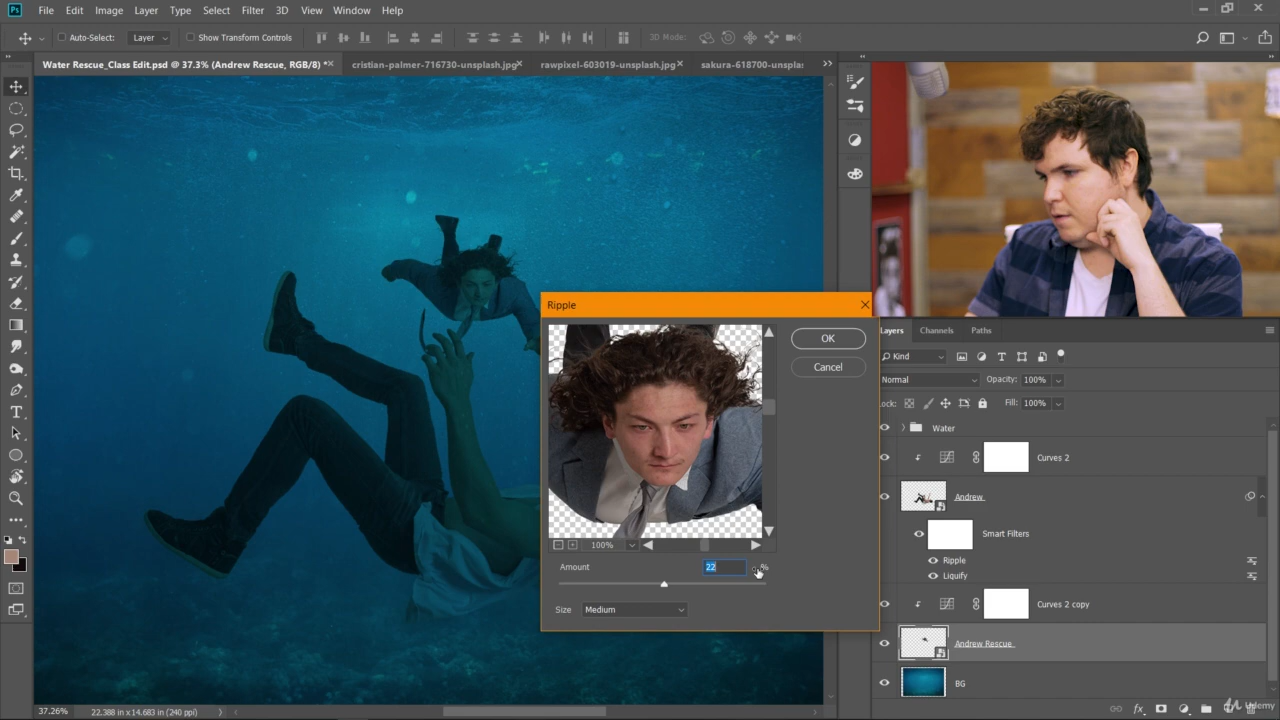 Ps File Edit Image Layer Type Select Filter 3D View Window Help
Auto-Select: Layer Show Transform Controls 3D Mode:
Water Rescue_Class Edit.psd @ 37.3% (Andrew Rescue, RGB/8) * cristian-palmer-716730-unsplash.jpg rawpixel-603019-unsplash.jpg sakura-618700-unsplas
Ripple
OK
Cancel
100%
Amount 22 %
Size Medium
Layers Channels Paths
Kind
Normal Opacity: 100%
Lock: Fill: 100%
Water
Curves 2
Andrew
Smart Filters
Ripple
Liquify
Curves 2 copy
Andrew Rescue
BG
fx
37.26% 22.388 in x 14.683 in (240 ppi)
Udemy